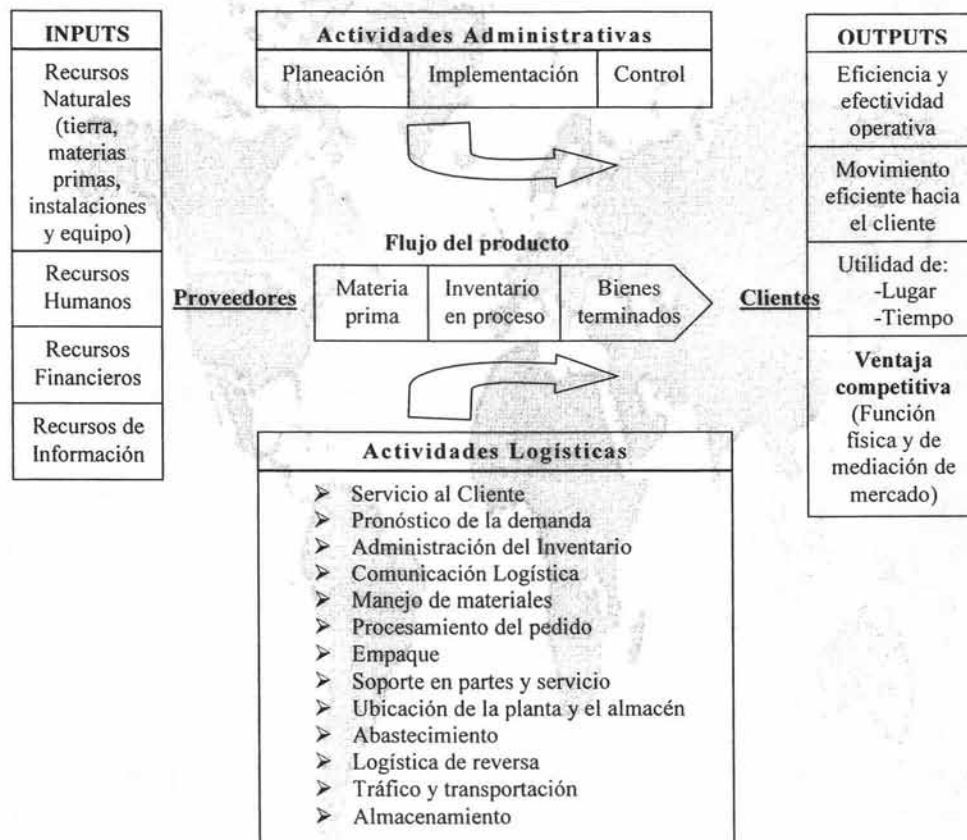 INPUTS
Recursos
Naturales
(tierra,
materias
primas,
instalaciones
y equipo)
Recursos
Humanos
Recursos
Financieros
Recursos de
Información
Actividades Administrativas
Planeación
Implementación
Control
Flujo del producto
Proveedores
Materia
prima
Inventario
en proceso
Bienes
terminados
Clientes
Actividades Logísticas
➤ Servicio al Cliente
➤ Pronóstico de la demanda
➤ Administración del Inventario
➤ Comunicación Logística
➤ Manejo de materiales
➤ Procesamiento del pedido
➤ Empaque
➤ Soporte en partes y servicio
➤ Ubicación de la planta y el almacén
➤ Abastecimiento
➤ Logística de reversa
➤ Tráfico y transportación
➤ Almacenamiento
OUTPUTS
Eficiencia y
efectividad
operativa
Movimiento
eficiente hacia
el cliente
Utilidad de:
-Lugar
-Tiempo
Ventaja
competitiva
(Función
física y de
mediación de
mercado)